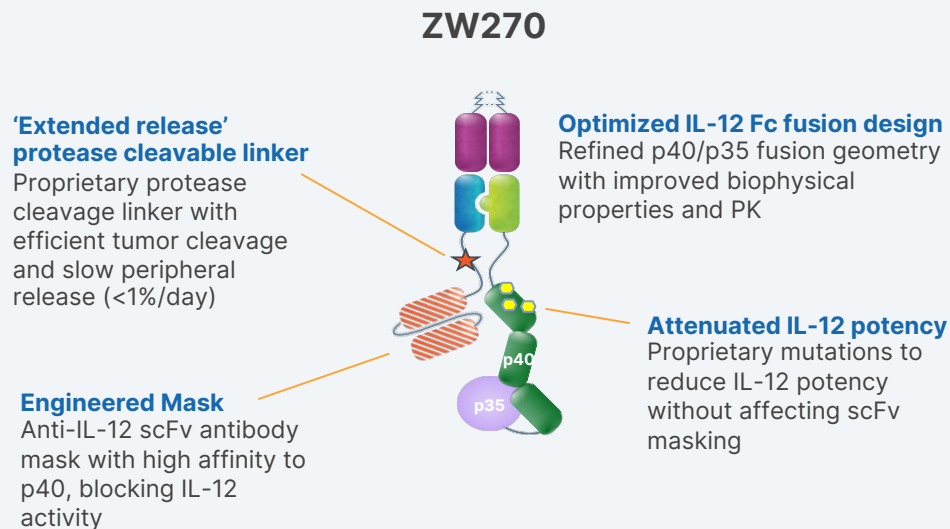 ZW270
‘Extended release’
protease cleavable linker
Proprietary protease
cleavage linker with
efficient tumor cleavage
and slow peripheral
release (<1%/day)
Optimized IL-12 Fc fusion design
Refined p40/p35 fusion geometry
with improved biophysical
properties and PK
Engineered Mask
Anti-IL-12 scFv antibody
mask with high affinity to
p40, blocking IL-12
activity
p40
p35
Attenuated IL-12 potency
Proprietary mutations to
reduce IL-12 potency
without affecting scFv
masking